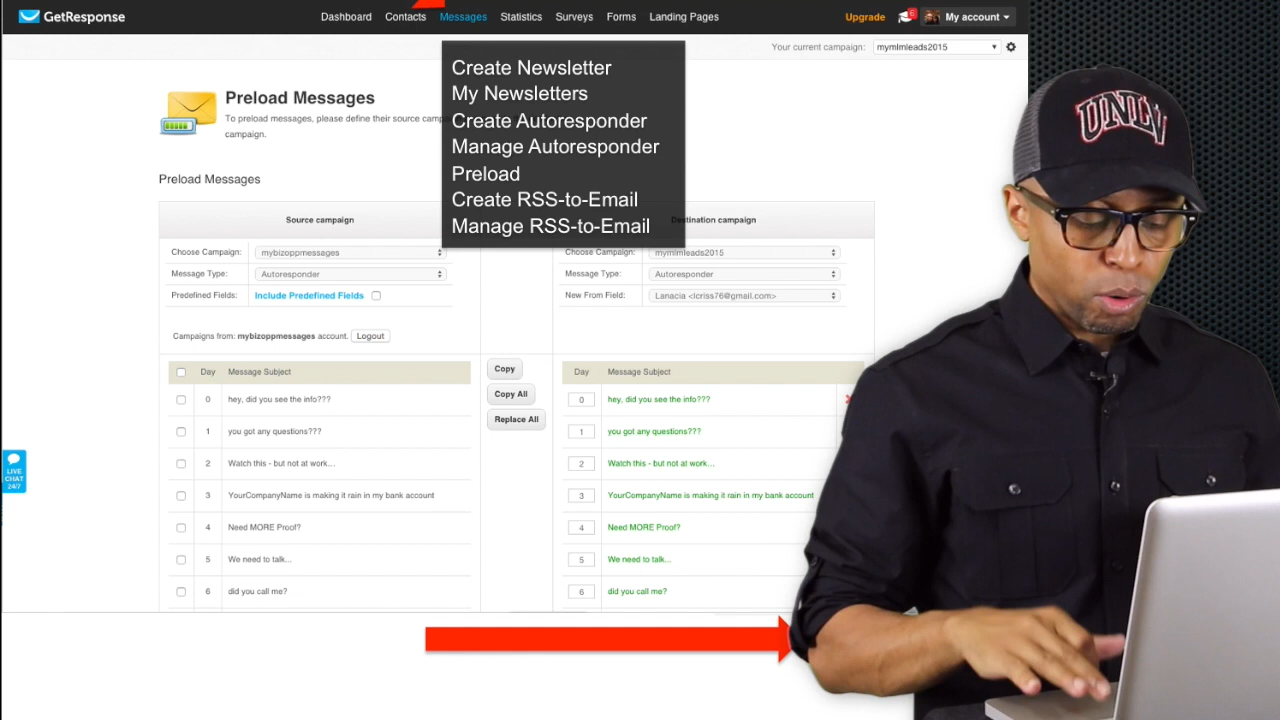 GetResponse
Dashboard Contacts Messages Statistics Surveys Forms Landing Pages
Upgrade 6 My account
Your current campaign: mymlmleads2015
Create Newsletter
My Newsletters
Create Autoresponder
Manage Autoresponder
Preload
Create RSS-to-Email
Manage RSS-to-Email
Preload Messages
To preload messages, please define their source
campaign.
Preload Messages
Source campaign
Destination campaign
Choose Campaign: mybizoppmessages
Message Type: Autoresponder
Predefined Fields: Include Predefined Fields
Choose Campaign: mymlmleads2015
Message Type: Autoresponder
New From Field: Lanacia <lcriss76@gmail.com>
Campaigns from: mybizoppmessages account. Logout
Day Message Subject
0 hey, did you see the info???
1 you got any questions???
2 Watch this - but not at work...
3 YourCompanyName is making it rain in my bank account
4 Need MORE Proof?
5 We need to talk...
6 did you call me?
Copy
Copy All
Replace All
Day Message Subject
0 hey, did you see the info???
1 you got any questions???
2 Watch this - but not at work...
3 YourCompanyName is making it rain in my bank account
4 Need MORE Proof?
5 We need to talk...
6 did you call me?
LIVE
CHAT
24/7
UNLV